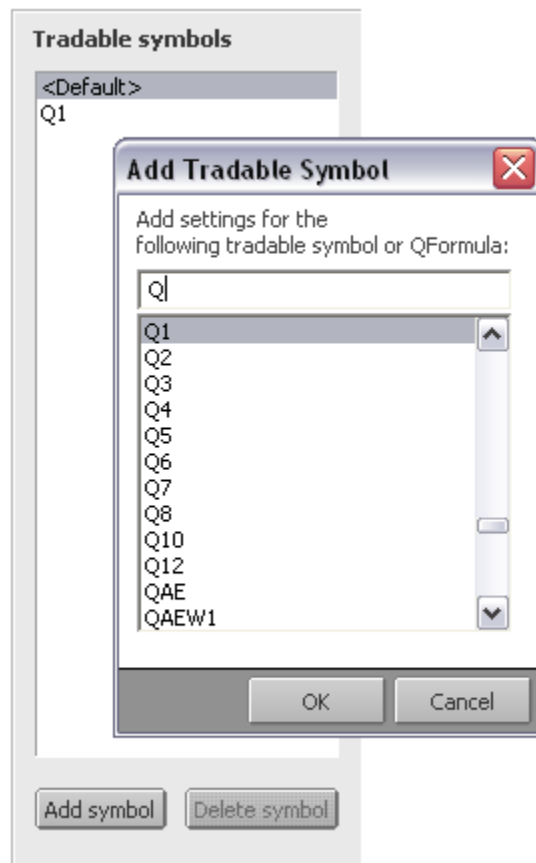 Tradable symbols
<Default>
Q1
Add Tradable Symbol
Add settings for the
following tradable symbol or QFormula:
Q
Q1
Q2
Q3
Q4
Q5
Q6
Q7
Q8
Q10
Q12
QAE
QAEW1
OK Cancel
Add symbol Delete symbol